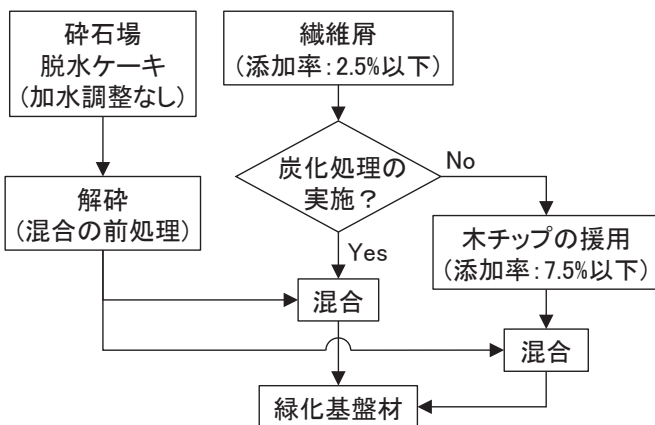 砕石場
脱水ケーキ
(加水調整なし)
繊維屑
(添加率:2.5%以下)
炭化処理の
実施？
No
Yes
解砕
(混合の前処理)
木チップの援用
(添加率:7.5%以下)
混合
混合
緑化基盤材